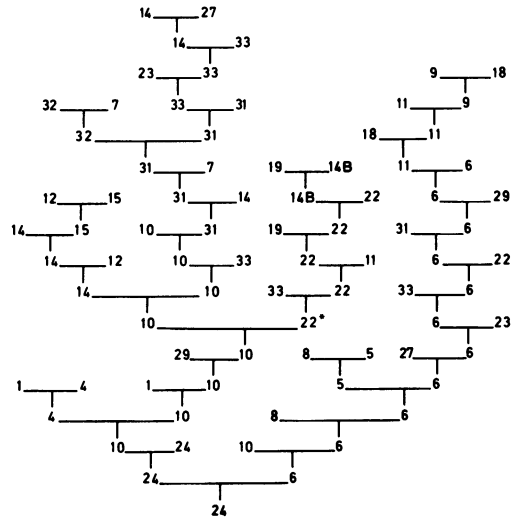 14 27
14 33
23 33 9 18
32 7 33 31 11 9
32 31 18 11
31 7 19 14B 11 6
12 15 31 14 14B 22 6 29
14 15 10 31 19 22 31 6
14 12 10 33 22 11 6 22
14 10 33 22 33 6
10 22* 6 23
29 10 8 5 27 6
1 4 1 10 5 6
4 10 8 6
10 24 10 6
24 6
24